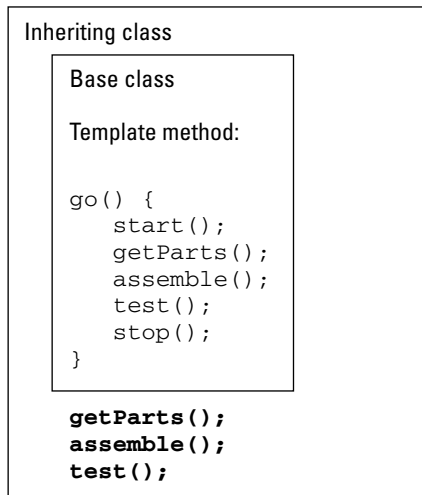 Inheriting class
Base class
Template method:
go() {
start();
getParts();
assemble();
test();
stop();
}
getParts();
assemble();
test();